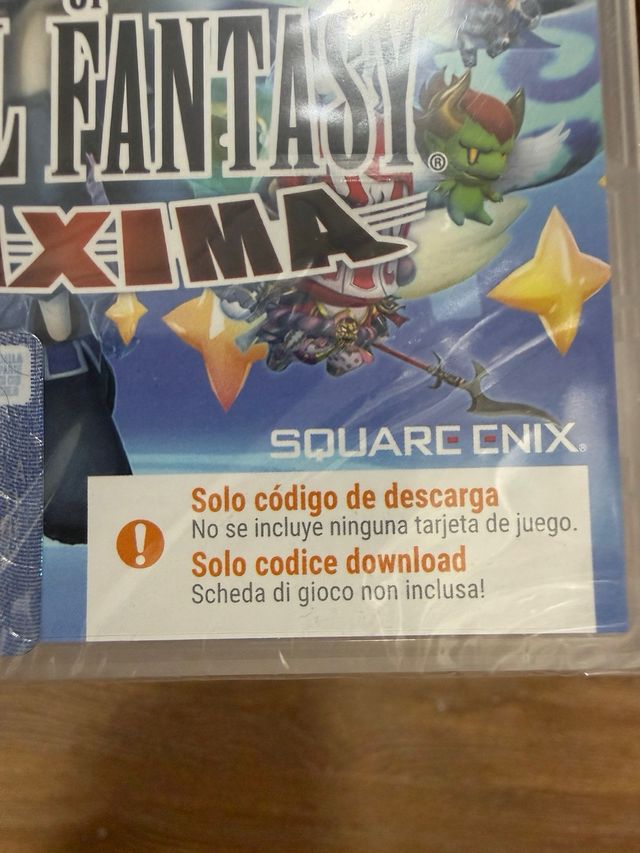 OF
L FANTASY®
XIMA
SQUARE ENIX®
Solo código de descarga
No se incluye ninguna tarjeta de juego.
Solo codice download
Scheda di gioco non inclusa!